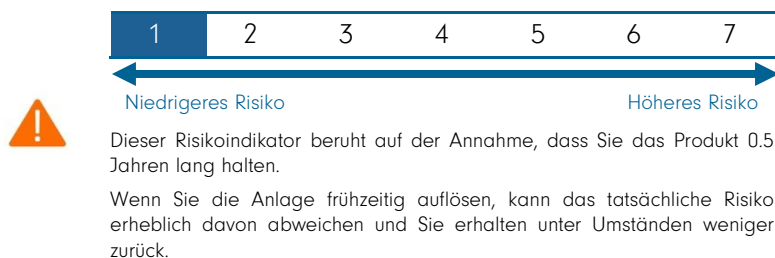 1 2 3 4 5 6 7
Niedrigeres Risiko Höheres Risiko
Dieser Risikoindikator beruht auf der Annahme, dass Sie das Produkt 0.5
Jahren lang halten.
Wenn Sie die Anlage frühzeitig auflösen, kann das tatsächliche Risiko
erheblich davon abweichen und Sie erhalten unter Umständen weniger
zurück.